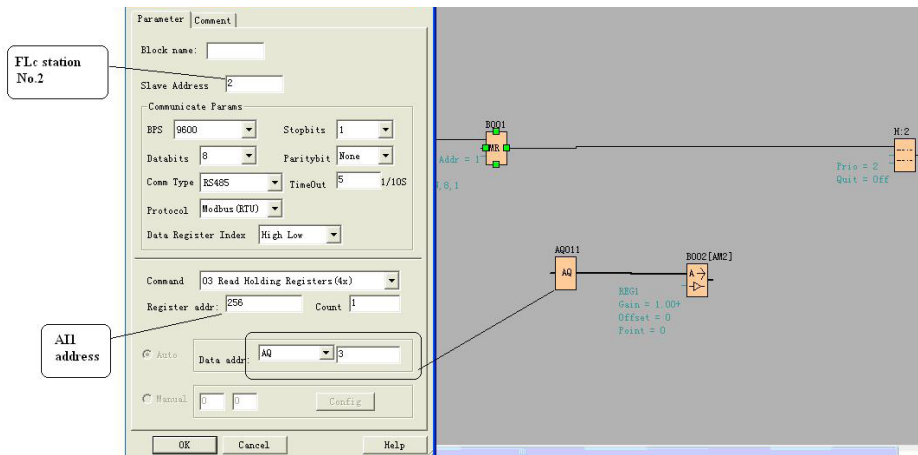 Parameter Comment
Block name:
FLc station
No.2
Slave Address 2
Communicate Params
BPS 9600 Stopbits 1
Databits 8 Paritybit None
Comm Type RS485 TimeOut 5 1/10S
Protocol Modbus(RTU)
Data Register Index High Low
Command 03 Read Holding Registers(4x)
Register addr: 256 Count 1
AI1
address
Auto Data addr: AQ 3
Manual 0 0 Config
OK Cancel Help
B001
MR
Addr = 1
,8,1
M:2
Prio = 2
Quit = Off
AQ011
AQ
B002[AM2]
A→
REG1
Gain = 1.00+
Offset = 0
Point = 0